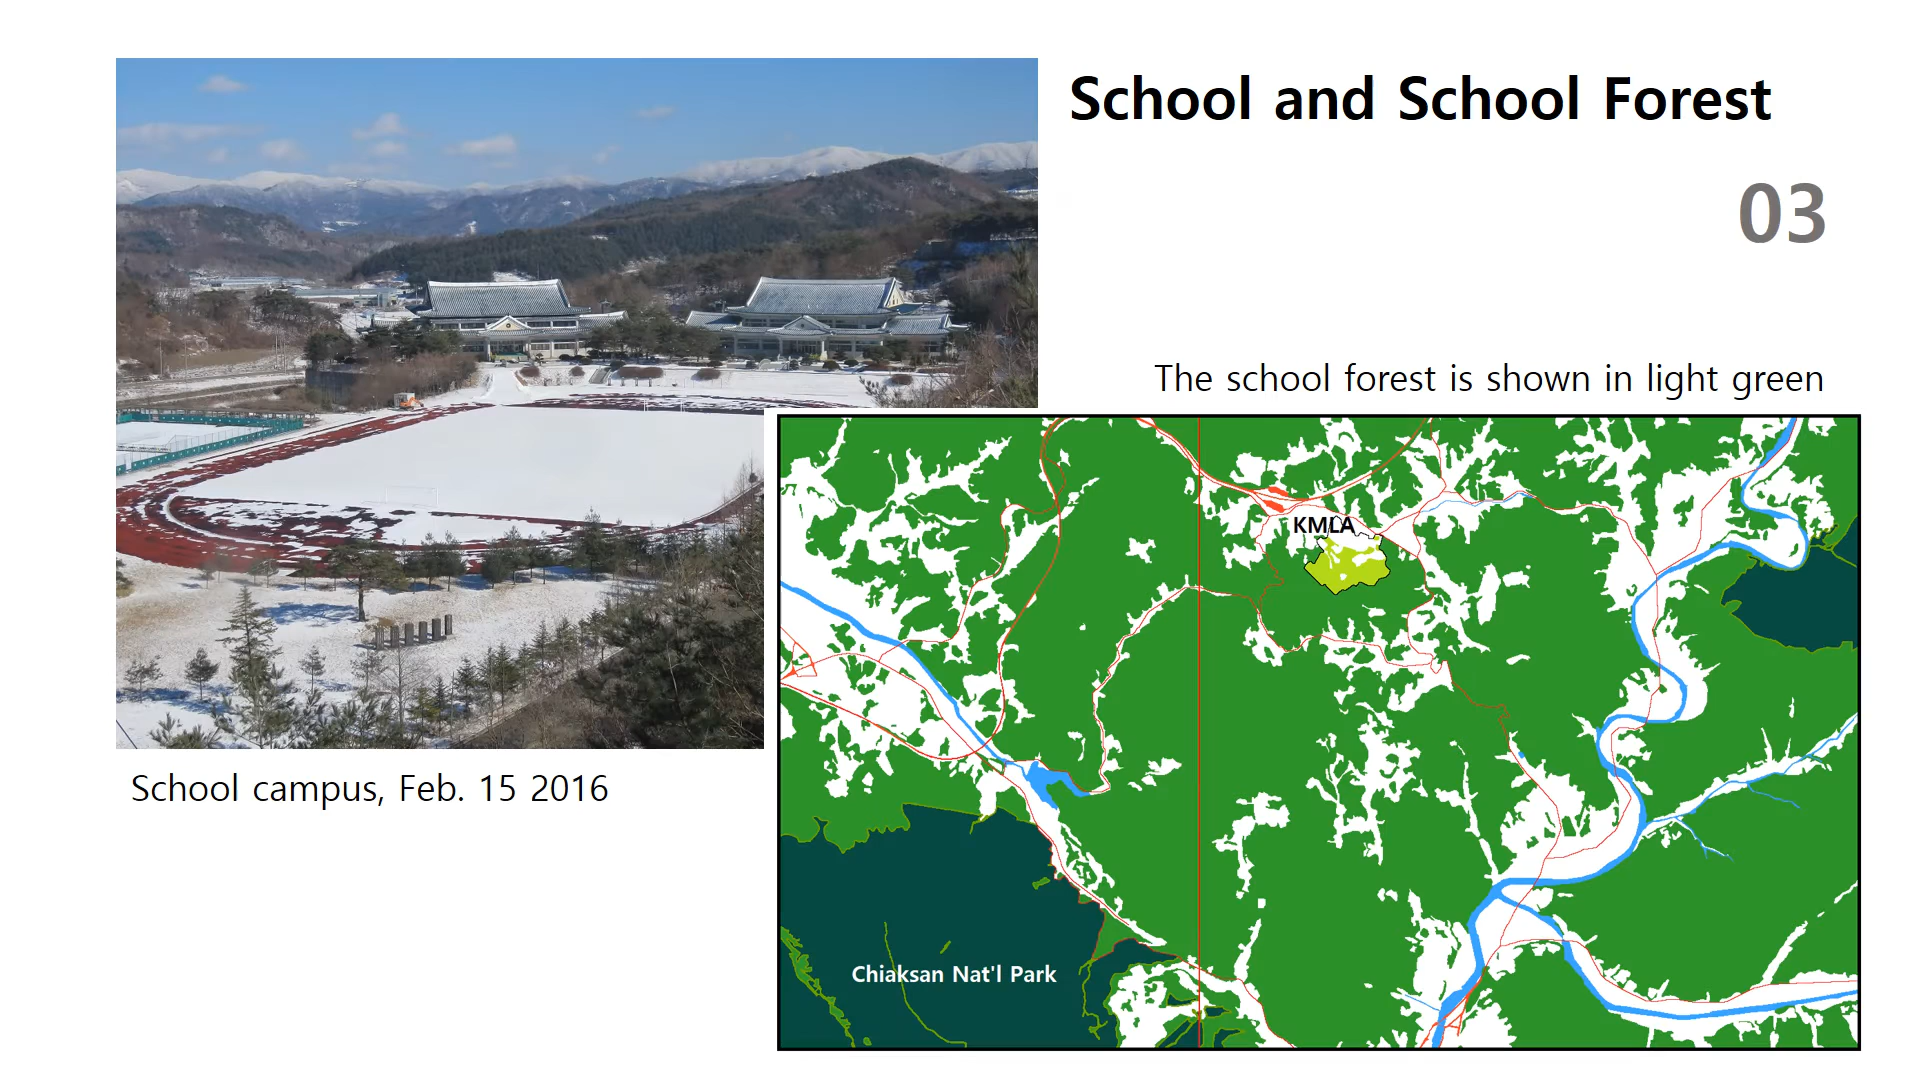 School and School Forest
03
The school forest is shown in light green
KMLA
Chiaksan Nat'l Park
School campus, Feb. 15 2016